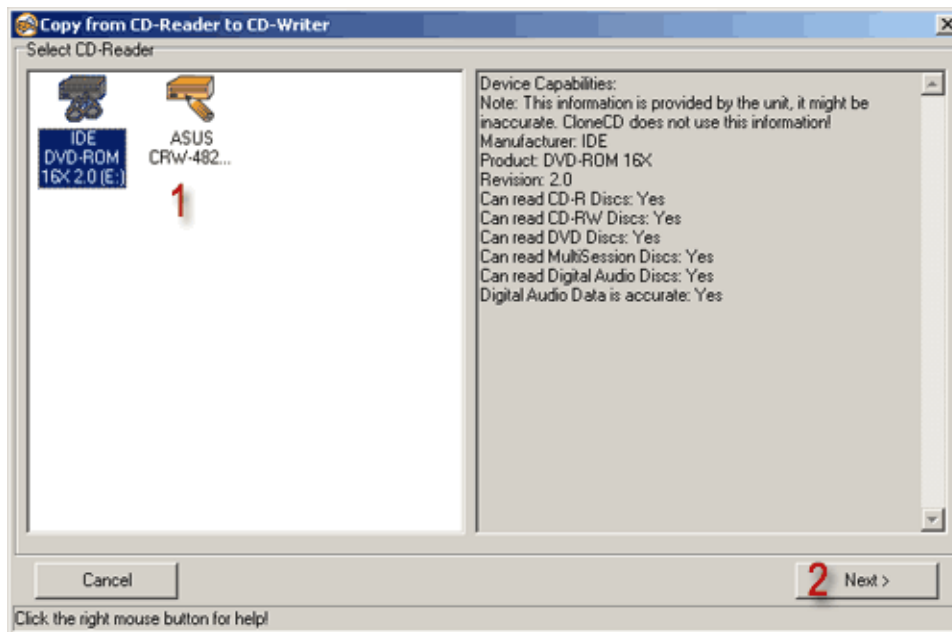 Copy from CD-Reader to CD-Writer
Select CD-Reader
IDE
DVD-ROM
16X 2.0 (E:)
ASUS
CRW-482...
1
Device Capabilities:
Note: This information is provided by the unit, it might be
inaccurate. CloneCD does not use this information!
Manufacturer: IDE
Product: DVD-ROM 16X
Revision: 2.0
Can read CD-R Discs: Yes
Can read CD-RW Discs: Yes
Can read DVD Discs: Yes
Can read MultiSession Discs: Yes
Can read Digital Audio Discs: Yes
Digital Audio Data is accurate: Yes
Cancel
2 Next >
Click the right mouse button for help!